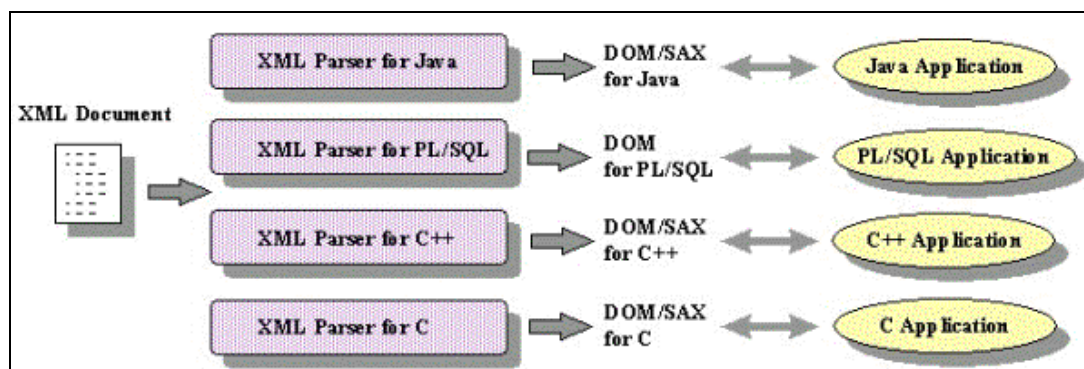 XML Document
XML Parser for Java
DOM/SAX
for Java
Java Application
XML Parser for PL/SQL
DOM
for PL/SQL
PL/SQL Application
XML Parser for C++
DOM/SAX
for C++
C++ Application
XML Parser for C
DOM/SAX
for C
C Application